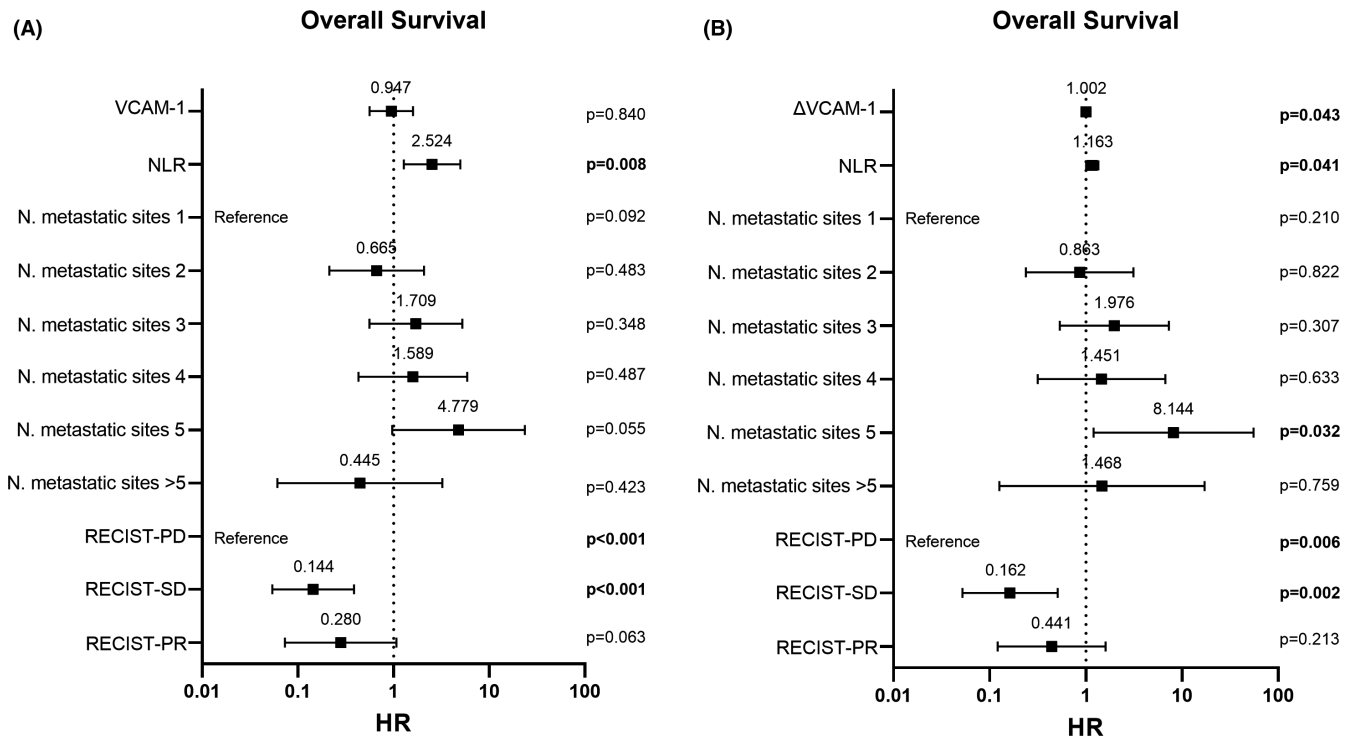 (A)
Overall Survival
VCAM-1
0.947
p=0.840
NLR
2.524
p=0.008
N. metastatic sites 1
Reference
p=0.092
N. metastatic sites 2
0.665
p=0.483
N. metastatic sites 3
1.709
p=0.348
N. metastatic sites 4
1.589
p=0.487
N. metastatic sites 5
4.779
p=0.055
N. metastatic sites >5
0.445
p=0.423
RECIST-PD
Reference
p<0.001
RECIST-SD
0.144
p<0.001
RECIST-PR
0.280
p=0.063
0.01 0.1 1 10 100
HR
(B)
Overall Survival
ΔVCAM-1
1.002
p=0.043
NLR
1.163
p=0.041
N. metastatic sites 1
Reference
p=0.210
N. metastatic sites 2
0.863
p=0.822
N. metastatic sites 3
1.976
p=0.307
N. metastatic sites 4
1.451
p=0.633
N. metastatic sites 5
8.144
p=0.032
N. metastatic sites >5
1.468
p=0.759
RECIST-PD
Reference
p=0.006
RECIST-SD
0.162
p=0.002
RECIST-PR
0.441
p=0.213
0.01 0.1 1 10 100
HR